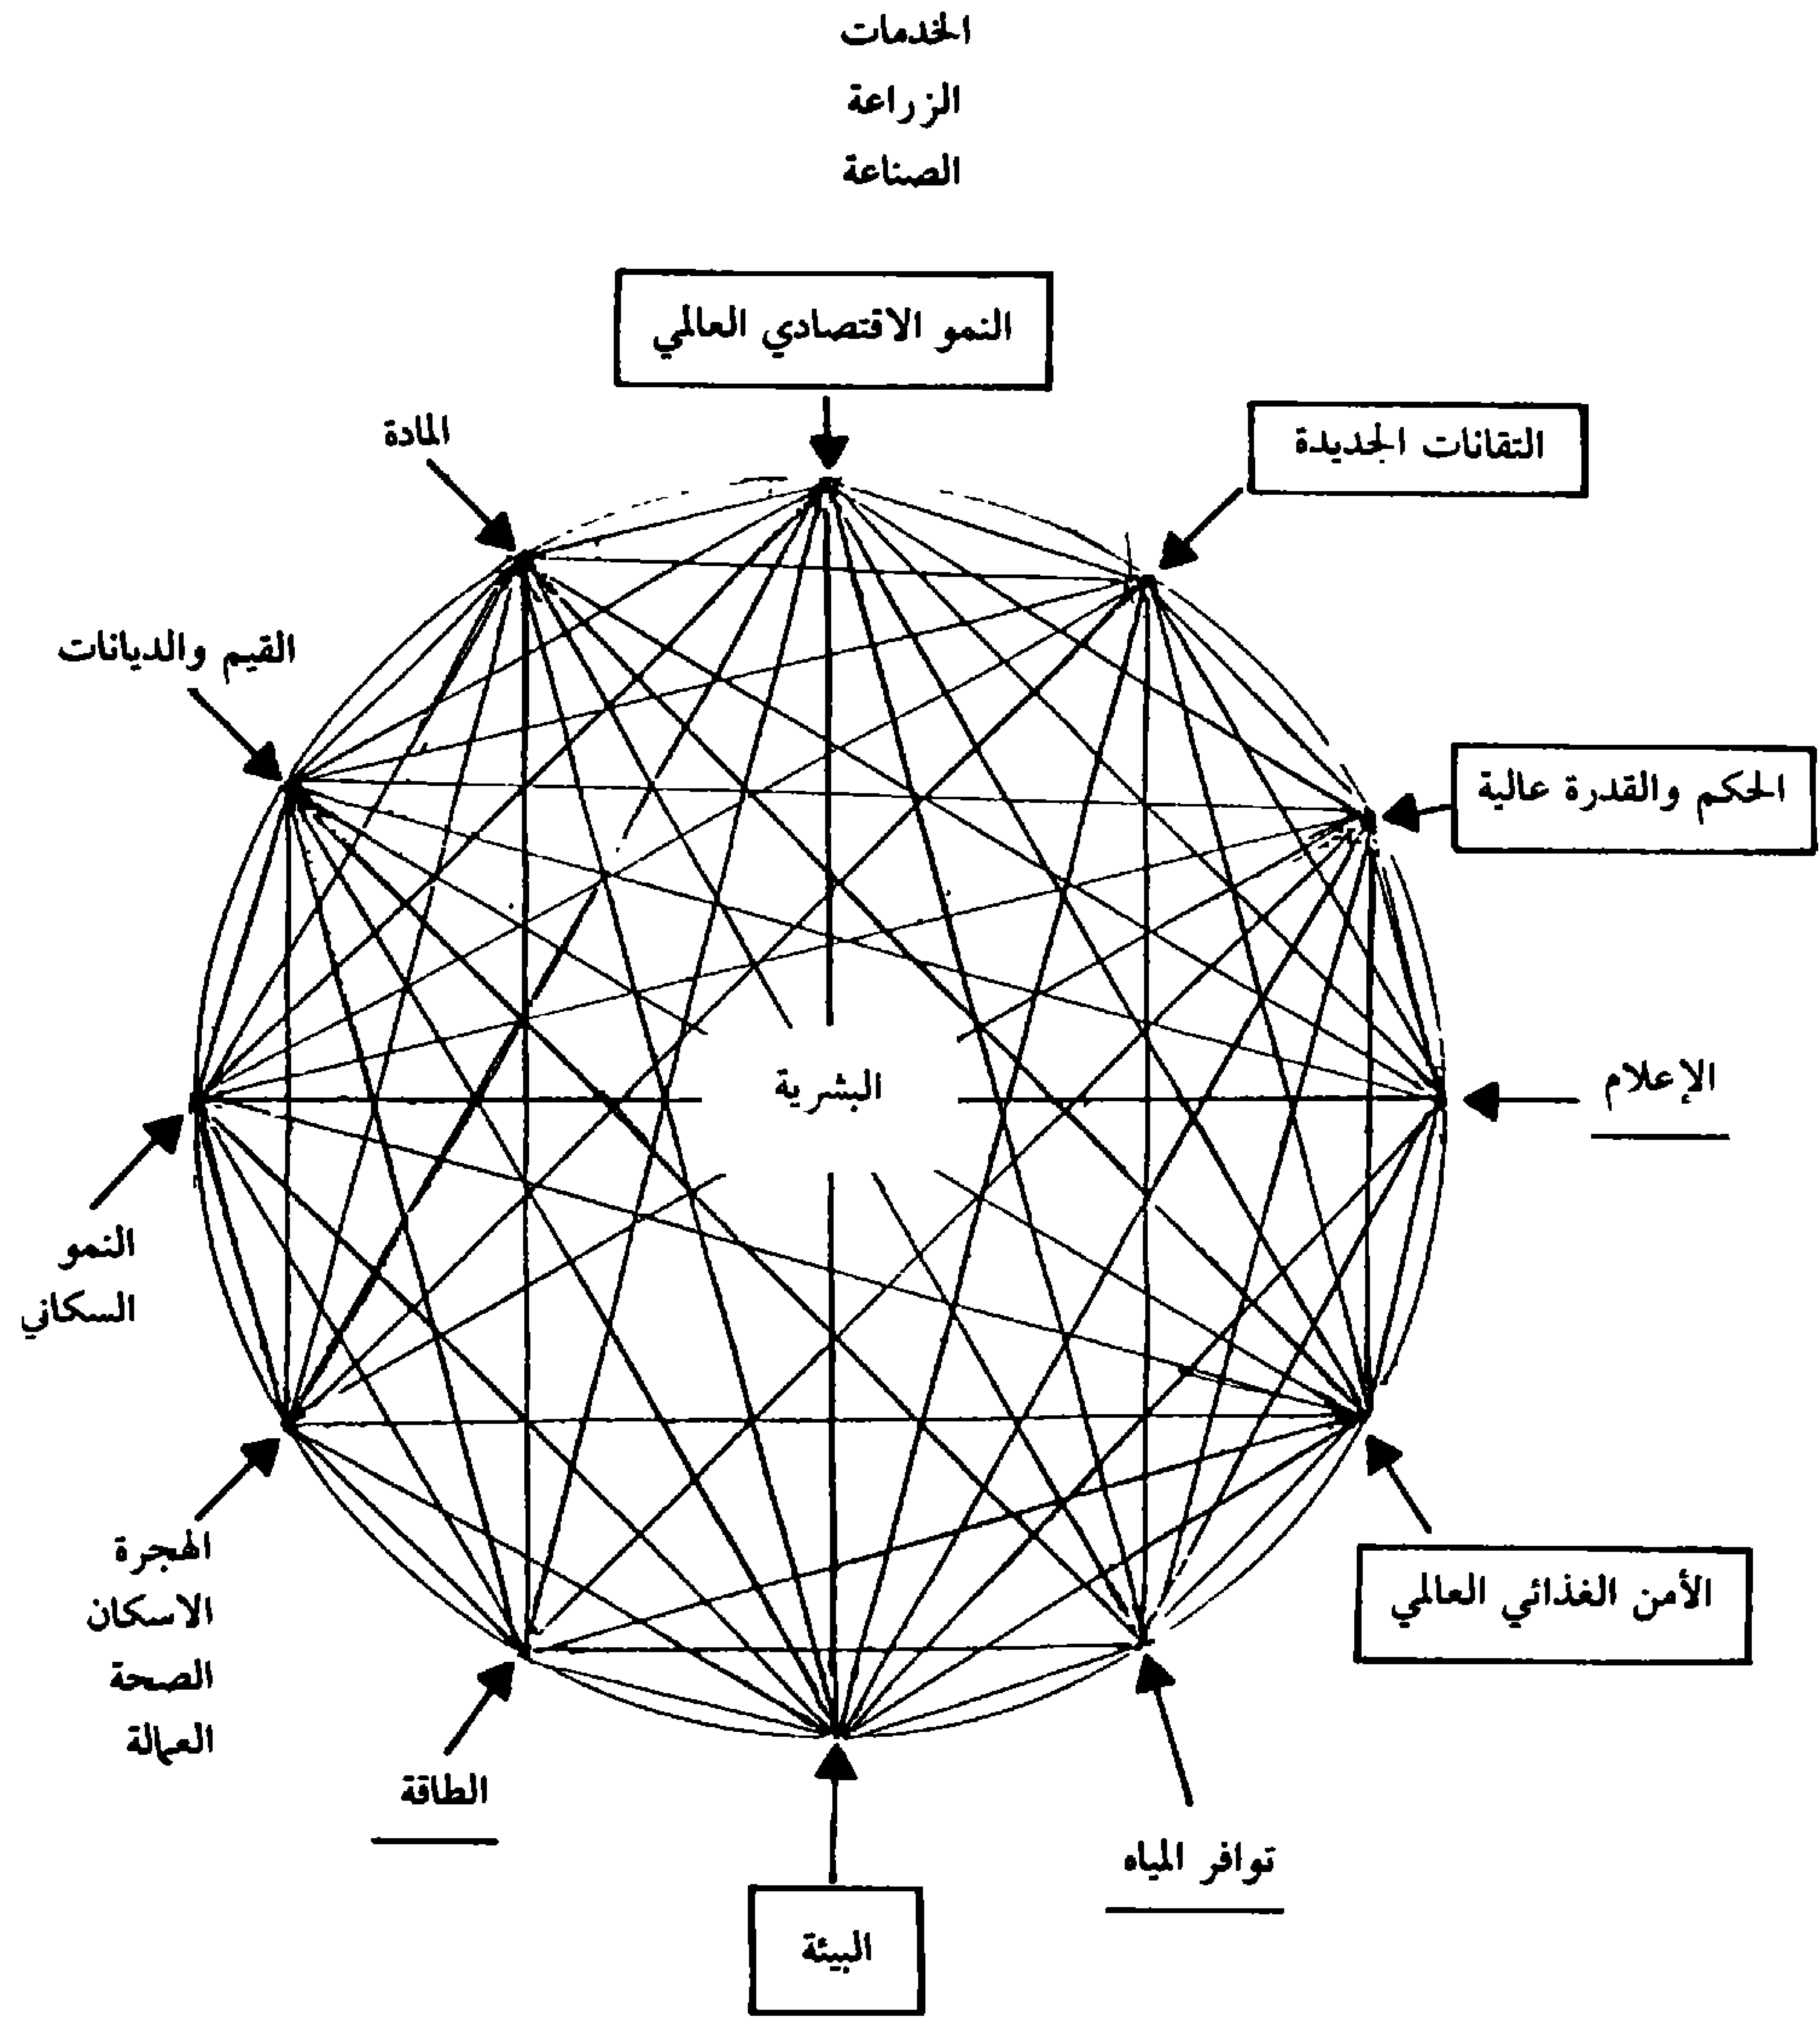 الخدمات
الزراعة
الصناعة
النمو الاقتصادي العالمي
التقانات الجديدة
المادة
القيم والديانات
الحكم والقدرة عالية
الإعلام
البشرية
النمو
السكاني
الهجرة
الاسكان
الصحة
العمالة
الأمن الغذائي العالمي
الطاقة
توافر المياه
البيئة